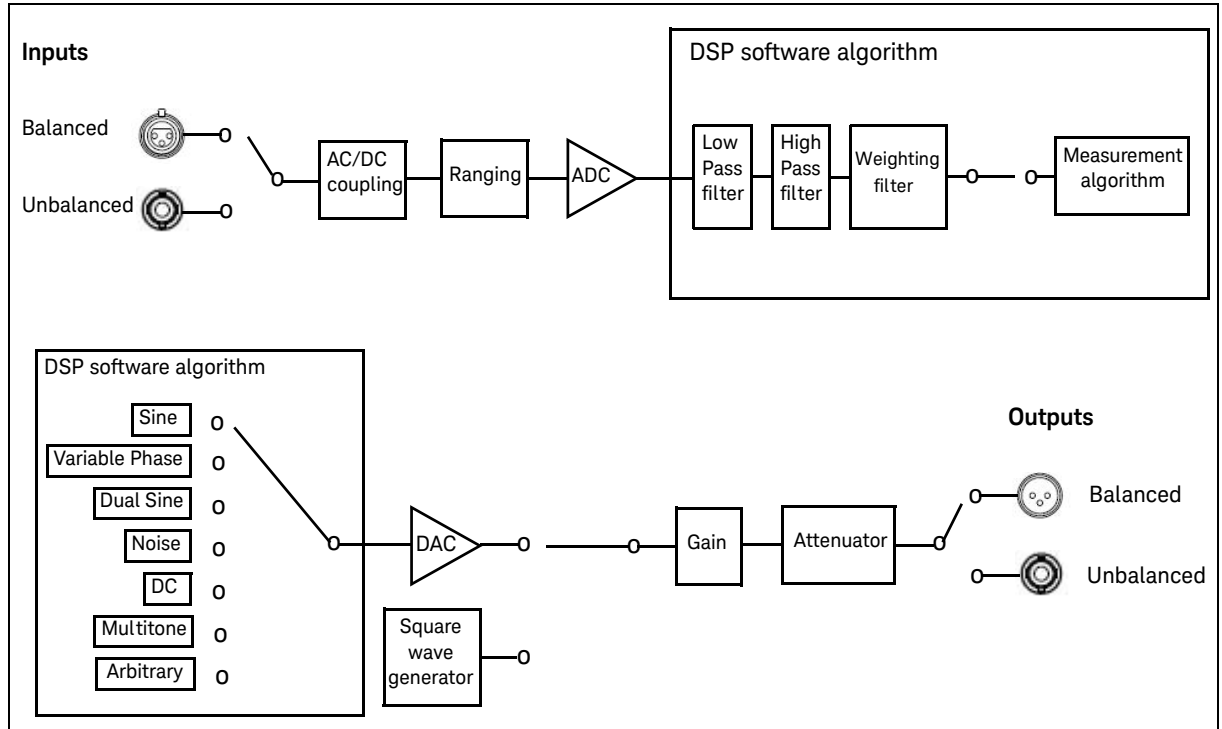 Inputs
DSP software algorithm
Balanced
Unbalanced
AC/DC
coupling
Ranging
ADC
Low
Pass
filter
High
Pass
filter
Weighting
filter
Measurement
algorithm
DSP software algorithm
Sine
Variable Phase
Dual Sine
Noise
DC
Multitone
Arbitrary
DAC
Square
wave
generator
Gain
Attenuator
Outputs
Balanced
Unbalanced